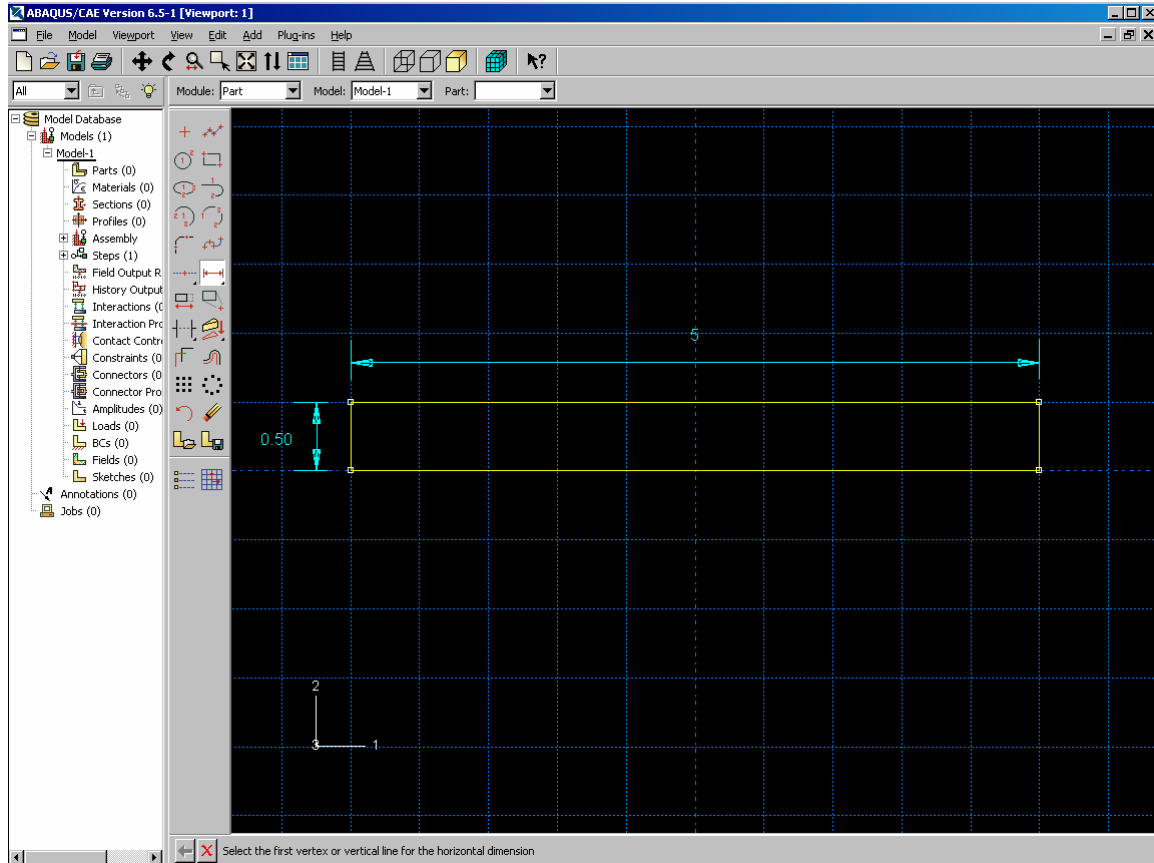 ABAQUS/CAE Version 6.5-1 [Viewport: 1]
File Model Viewport View Edit Add Plug-ins Help
All Module: Part Model: Model-1 Part:
Model Database
Models (1)
Model-1
Parts (0)
Materials (0)
Sections (0)
Profiles (0)
Assembly
Steps (1)
Field Output R
History Output
Interactions (0
Interaction Pro
Contact Contr
Constraints (0
Connectors (0
Connector Pro
Amplitudes (0)
Loads (0)
BCs (0)
Fields (0)
Sketches (0)
Annotations (0)
Jobs (0)
5
0.50
2
3 1
Select the first vertex or vertical line for the horizontal dimension